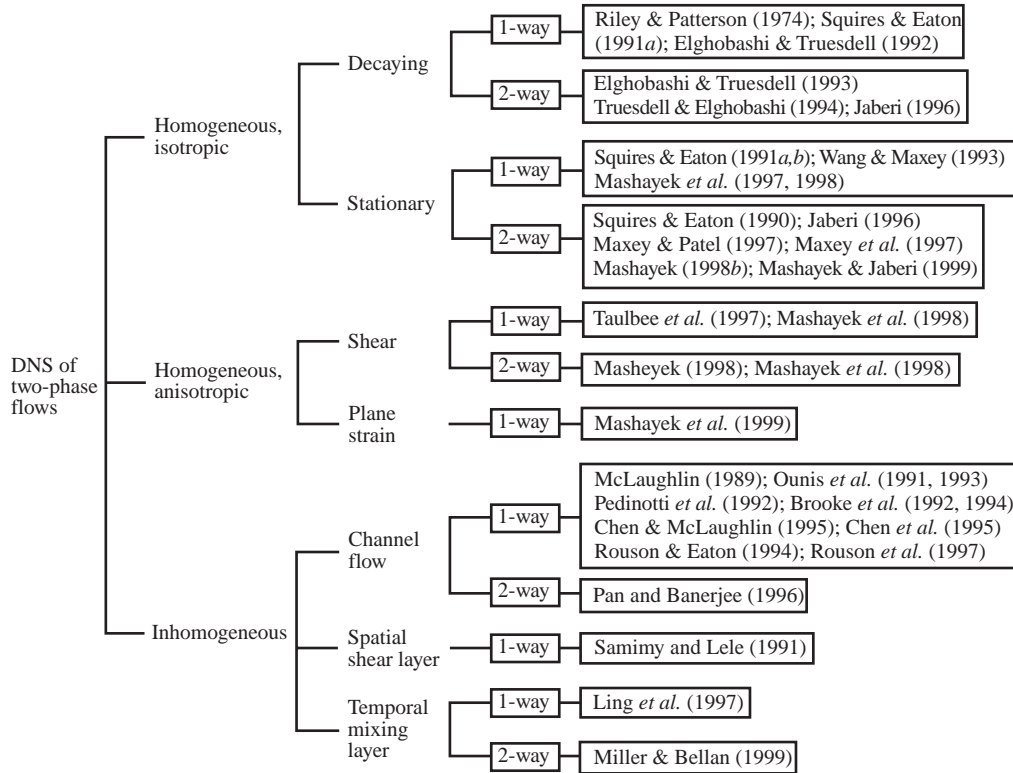 DNS of
two-phase
flows
Homogeneous,
isotropic
Decaying
1-way
Riley & Patterson (1974); Squires & Eaton
(1991a); Elghobashi & Truesdell (1992)
2-way
Elghobashi & Truesdell (1993)
Truesdell & Elghobashi (1994); Jaberi (1996)
Stationary
1-way
Squires & Eaton (1991a,b); Wang & Maxey (1993)
Mashayek et al. (1997, 1998)
2-way
Squires & Eaton (1990); Jaberi (1996)
Maxey & Patel (1997); Maxey et al. (1997)
Mashayek (1998b); Mashayek & Jaberi (1999)
Homogeneous,
anisotropic
Shear
1-way
Taulbee et al. (1997); Mashayek et al. (1998)
2-way
Masheyek (1998); Mashayek et al. (1998)
Plane
strain
1-way
Mashayek et al. (1999)
Inhomogeneous
Channel
flow
1-way
McLaughlin (1989); Ounis et al. (1991, 1993)
Pedinotti et al. (1992); Brooke et al. (1992, 1994)
Chen & McLaughlin (1995); Chen et al. (1995)
Rouson & Eaton (1994); Rouson et al. (1997)
2-way
Pan and Banerjee (1996)
Spatial
shear layer
1-way
Samimy and Lele (1991)
Temporal
mixing
layer
1-way
Ling et al. (1997)
2-way
Miller & Bellan (1999)